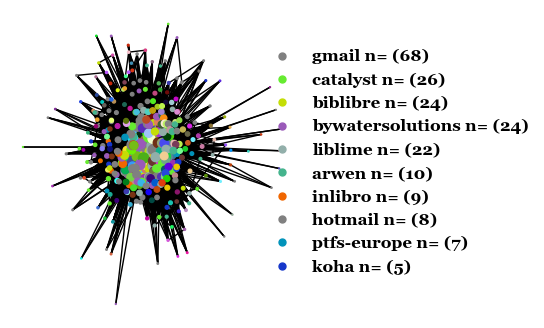 gmail n= (68)
catalyst n= (26)
biblibre n= (24)
bywatersolutions n= (24)
liblime n= (22)
arwen n= (10)
inlibro n= (9)
hotmail n= (8)
ptfs-europe n= (7)
koha n= (5)